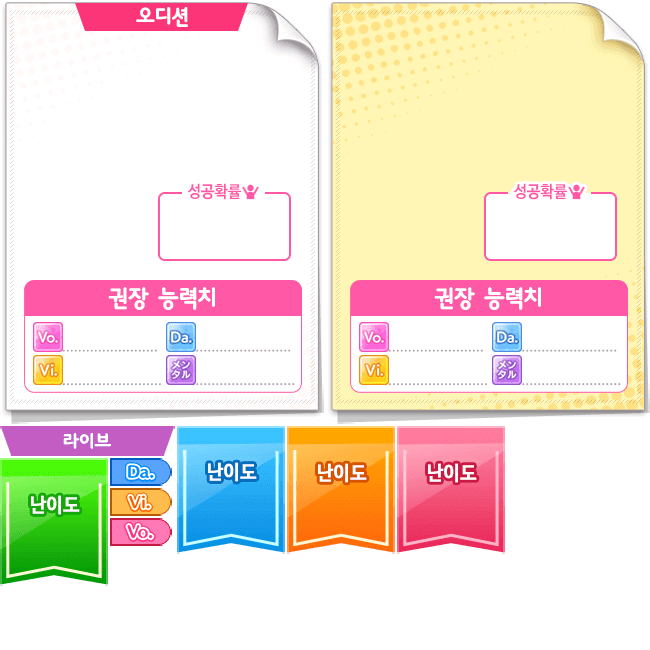 오디션
성공확률
권장 능력치
Vo.
Da.
Vi.
メンタル
성공확률
권장 능력치
Vo.
Da.
Vi.
メンタル
라이브
난이도
Da.
Vi.
Vo.
난이도
난이도
난이도